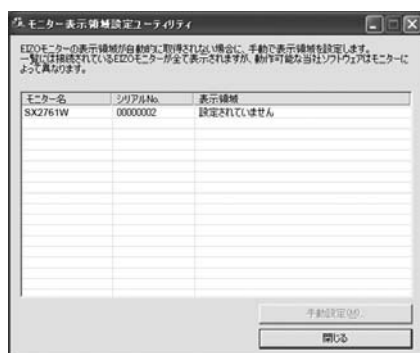 モニター表示領域設定ユーティリティ
EIZOモニターの表示領域が自動的に取得されない場合に、手動で表示領域を設定します。
一覧には接続されているEIZOモニターが全て表示されますが、動作可能な当社ソフトウェアはモニターに
よって異なります。
モニター名 シリアルNo. 表示領域
SX2761W 00000002 設定されていません
手動設定(M)...
閉じる